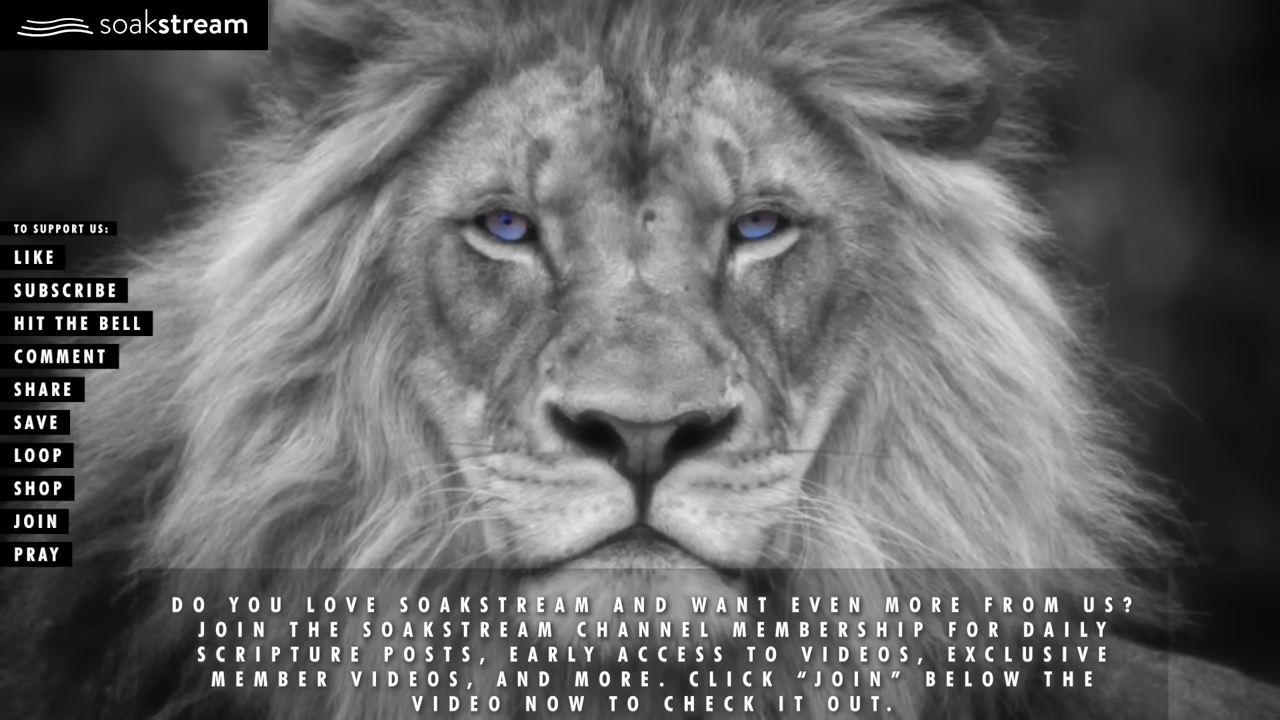 soakstream
TO SUPPORT US:
LIKE
SUBSCRIBE
HIT THE BELL
COMMENT
SHARE
SAVE
LOOP
SHOP
JOIN
PRAY
DO YOU LOVE SOAKSTREAM AND WANT EVEN MORE FROM US?
JOIN THE SOAKSTREAM CHANNEL MEMBERSHIP FOR DAILY
SCRIPTURE POSTS, EARLY ACCESS TO VIDEOS, EXCLUSIVE
MEMBER VIDEOS, AND MORE. CLICK “JOIN” BELOW THE
VIDEO NOW TO CHECK IT OUT.